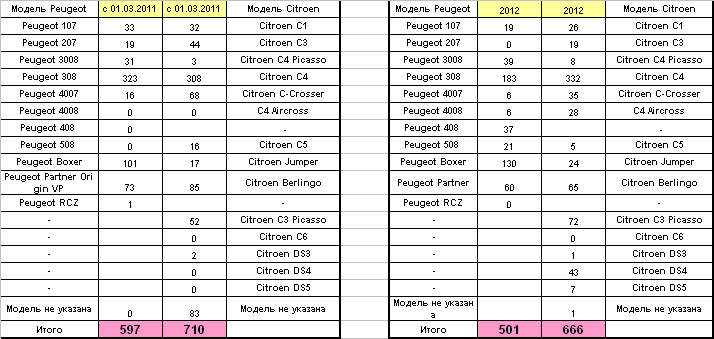 Модель Peugeot с 01.03.2011 с 01.03.2011 Модель Citroen
Peugeot 107 33 32 Citroen C1
Peugeot 207 19 44 Citroen C3
Peugeot 3008 31 3 Citroen C4 Picasso
Peugeot 308 323 308 Citroen C4
Peugeot 4007 16 68 Citroen C-Crosser
Peugeot 4008 0 0 C4 Aircross
Peugeot 408 0 -
Peugeot 508 0 16 Citroen C5
Peugeot Boxer 101 17 Citroen Jumper
Peugeot Partner Ori
gin VP 73 85 Citroen Berlingo
Peugeot RCZ 1 -
- 52 Citroen C3 Picasso
- 0 Citroen C6
- 2 Citroen DS3
- 0 Citroen DS4
- 0 Citroen DS5
Модель не указана 0 83 Модель не указана
Итого 597 710
Модель Peugeot 2012 2012 Модель Citroen
Peugeot 107 19 26 Citroen C1
Peugeot 207 0 19 Citroen C3
Peugeot 3008 39 8 Citroen C4 Picasso
Peugeot 308 183 332 Citroen C4
Peugeot 4007 6 35 Citroen C-Crosser
Peugeot 4008 6 28 C4 Aircross
Peugeot 408 37 -
Peugeot 508 21 5 Citroen C5
Peugeot Boxer 130 24 Citroen Jumper
Peugeot Partner 60 65 Citroen Berlingo
Peugeot RCZ 0 -
- 72 Citroen C3 Picasso
- 0 Citroen C6
- 1 Citroen DS3
- 43 Citroen DS4
- 7 Citroen DS5
Модель не указан
а 1 Модель не указана
Итого 501 666